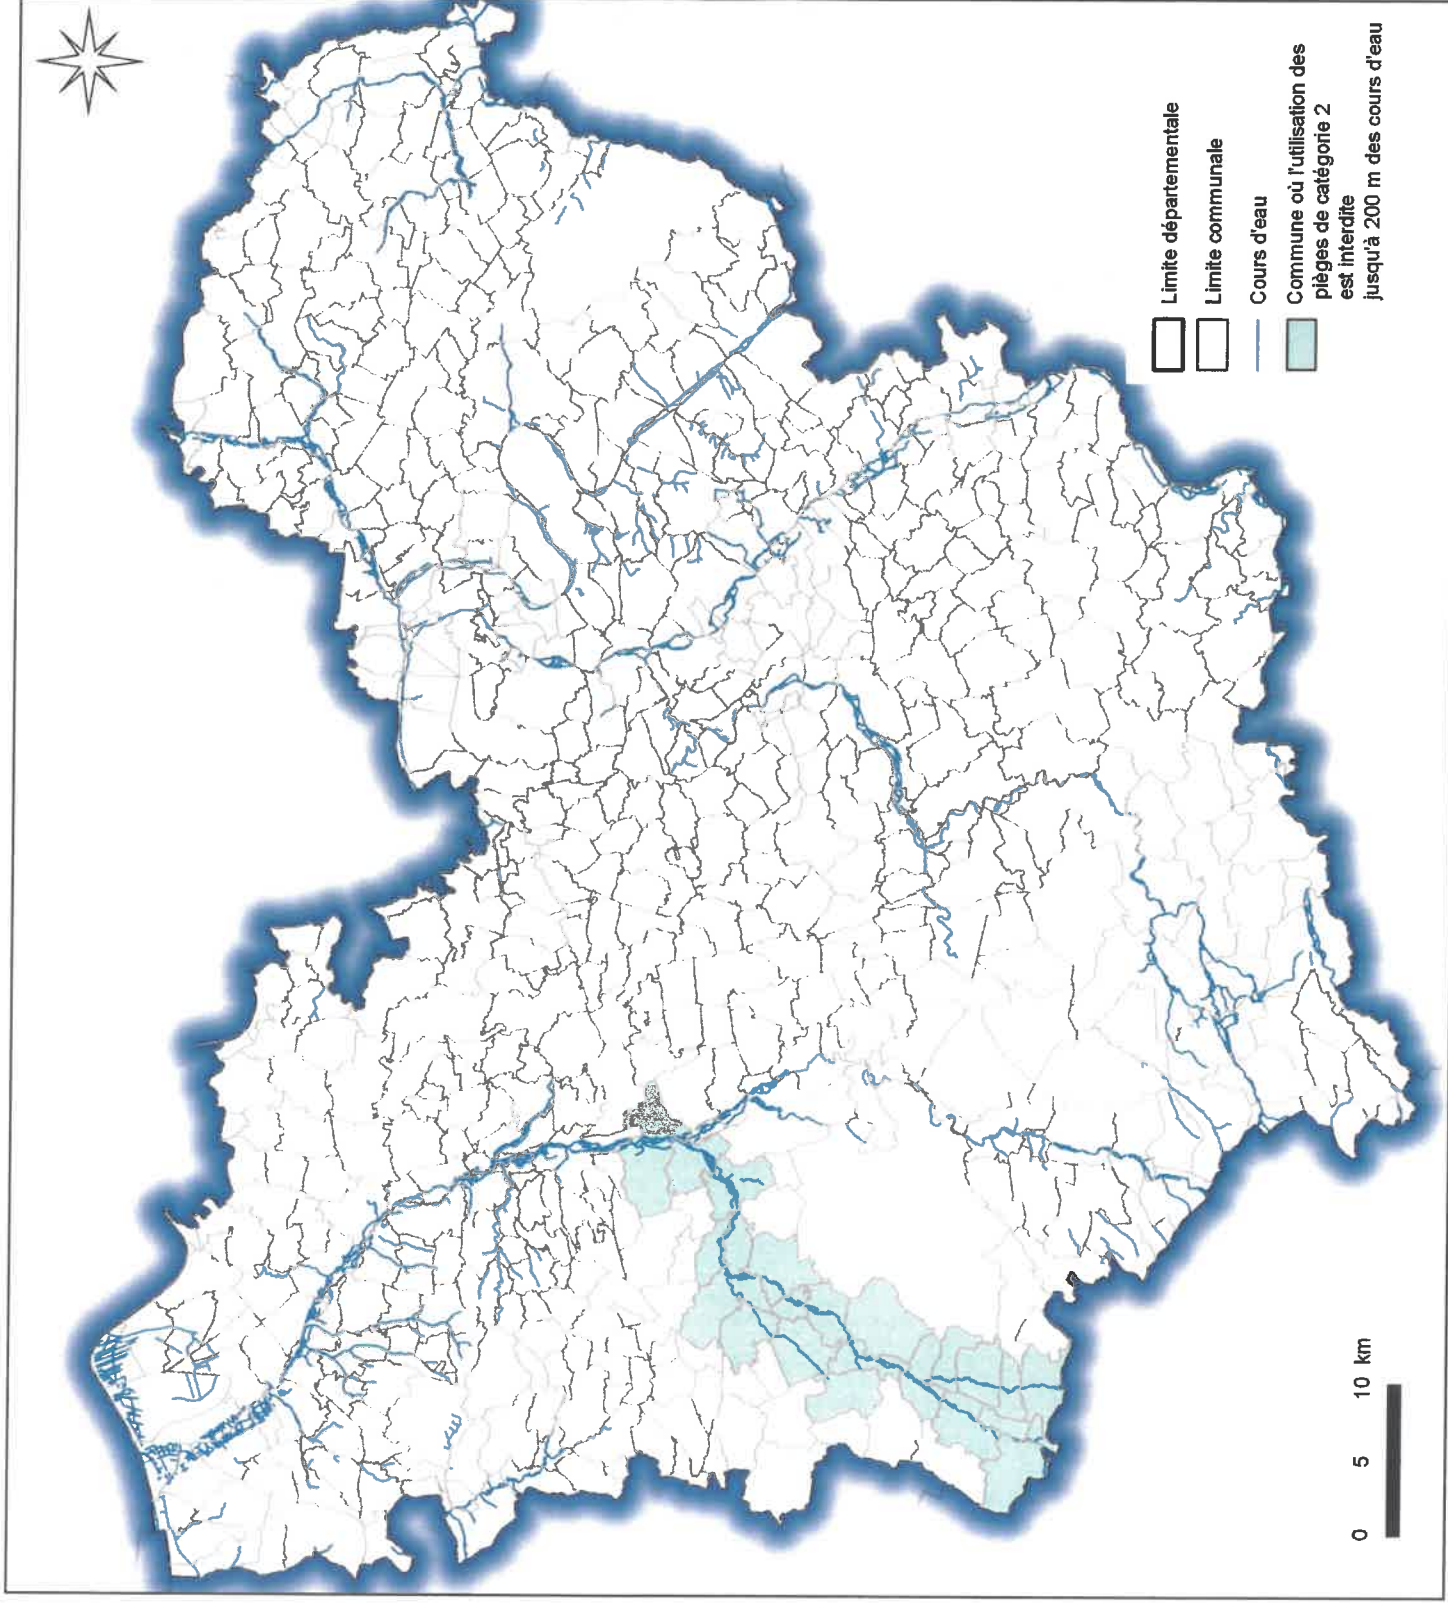 Limite départementale
Limite communale
Cours d'eau
Commune où l'utilisation des
pièges de catégorie 2
est interdite
jusqu'à 200 m des cours d'eau
0 5 10 km